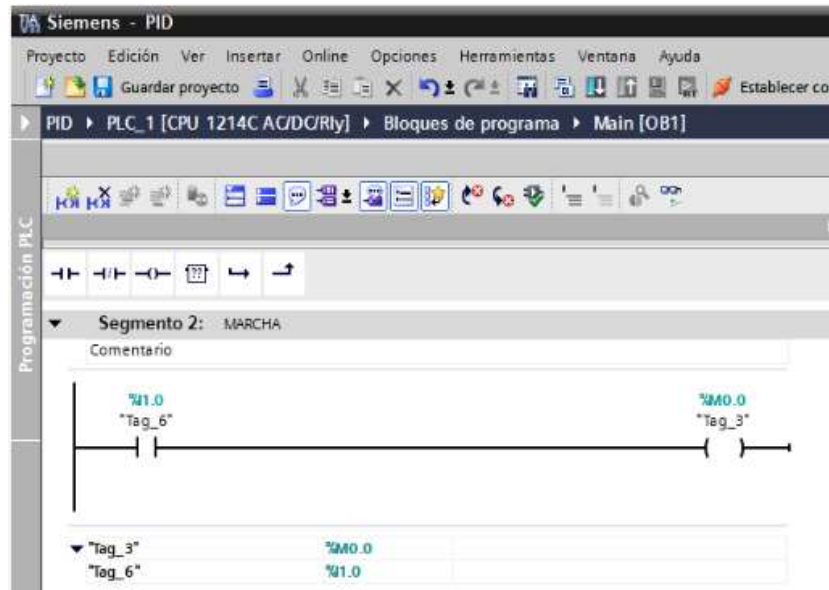 Siemens - PID
Proyecto Edición Ver Insertar Online Opciones Herramientas Ventana Ayuda
Guardar proyecto Establecer co
PID PLC_1 [CPU 1214C AC/DC/Rly] Bloques de programa Main [OB1]
Programación PLC
Segmento 2: MARCHA
Comentario
%I1.0 %M0.0
"Tag_6" "Tag_3"
"Tag_3" %M0.0
"Tag_6" %I1.0